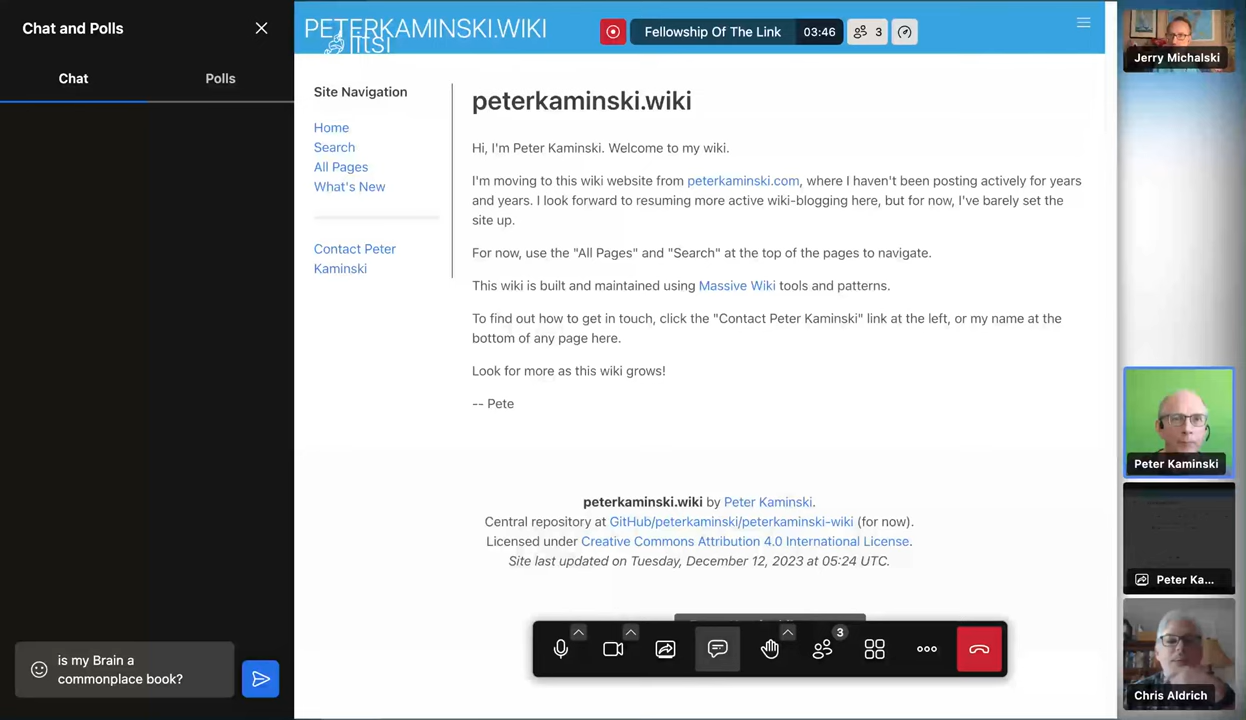 Chat and Polls
Chat
Polls
is my Brain a
commonplace book?
PETERKAMINSKI.WIKI
Jitsi
Fellowship Of The Link
03:46
3
Site Navigation
Home
Search
All Pages
What's New
Contact Peter
Kaminski
peterkaminski.wiki
Hi, I'm Peter Kaminski. Welcome to my wiki.
I'm moving to this wiki website from peterkaminski.com, where I haven't been posting actively for years
and years. I look forward to resuming more active wiki-blogging here, but for now, I've barely set the
site up.
For now, use the "All Pages" and "Search" at the top of the pages to navigate.
This wiki is built and maintained using Massive Wiki tools and patterns.
To find out how to get in touch, click the "Contact Peter Kaminski" link at the left, or my name at the
bottom of any page here.
Look for more as this wiki grows!
-- Pete
peterkaminski.wiki by Peter Kaminski.
Central repository at GitHub/peterkaminski/peterkaminski-wiki (for now).
Licensed under Creative Commons Attribution 4.0 International License.
Site last updated on Tuesday, December 12, 2023 at 05:24 UTC.
3
Jerry Michalski
Peter Kaminski
Peter Ka...
Chris Aldrich